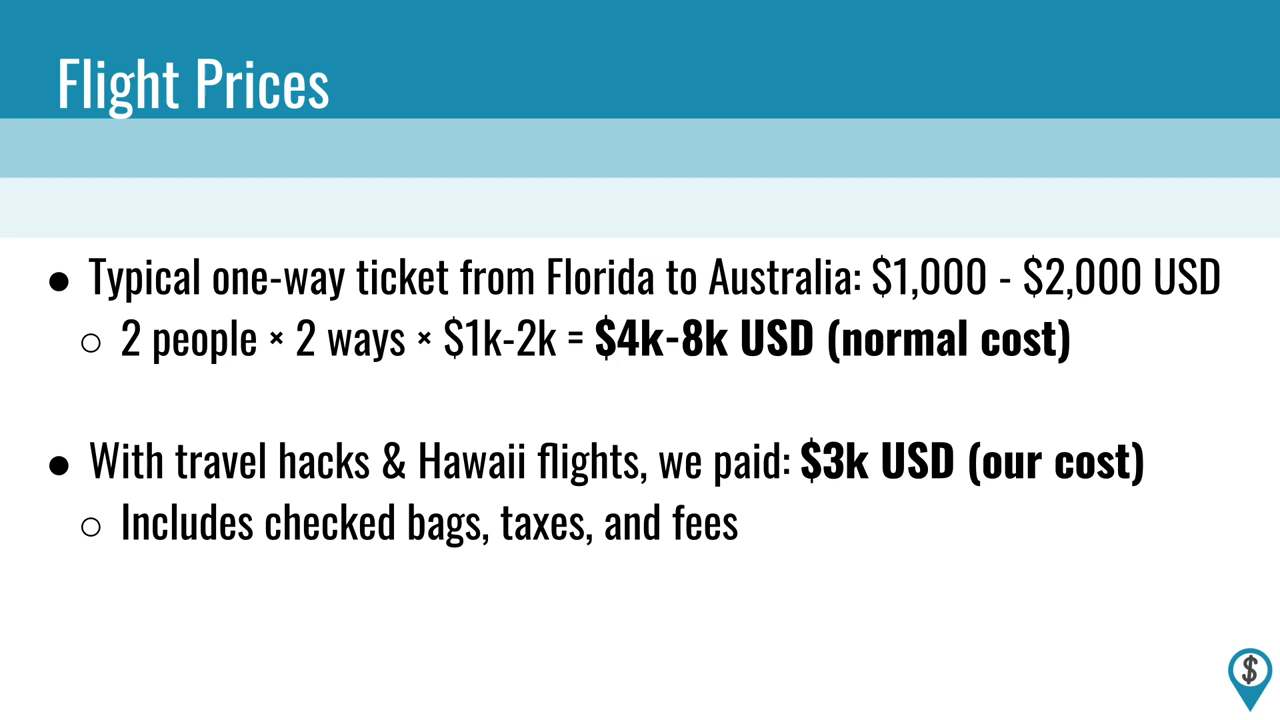 Flight Prices
● Typical one-way ticket from Florida to Australia: $1,000 - $2,000 USD
○ 2 people × 2 ways × $1k-2k = $4k-8k USD (normal cost)
● With travel hacks & Hawaii flights, we paid: $3k USD (our cost)
○ Includes checked bags, taxes, and fees
$